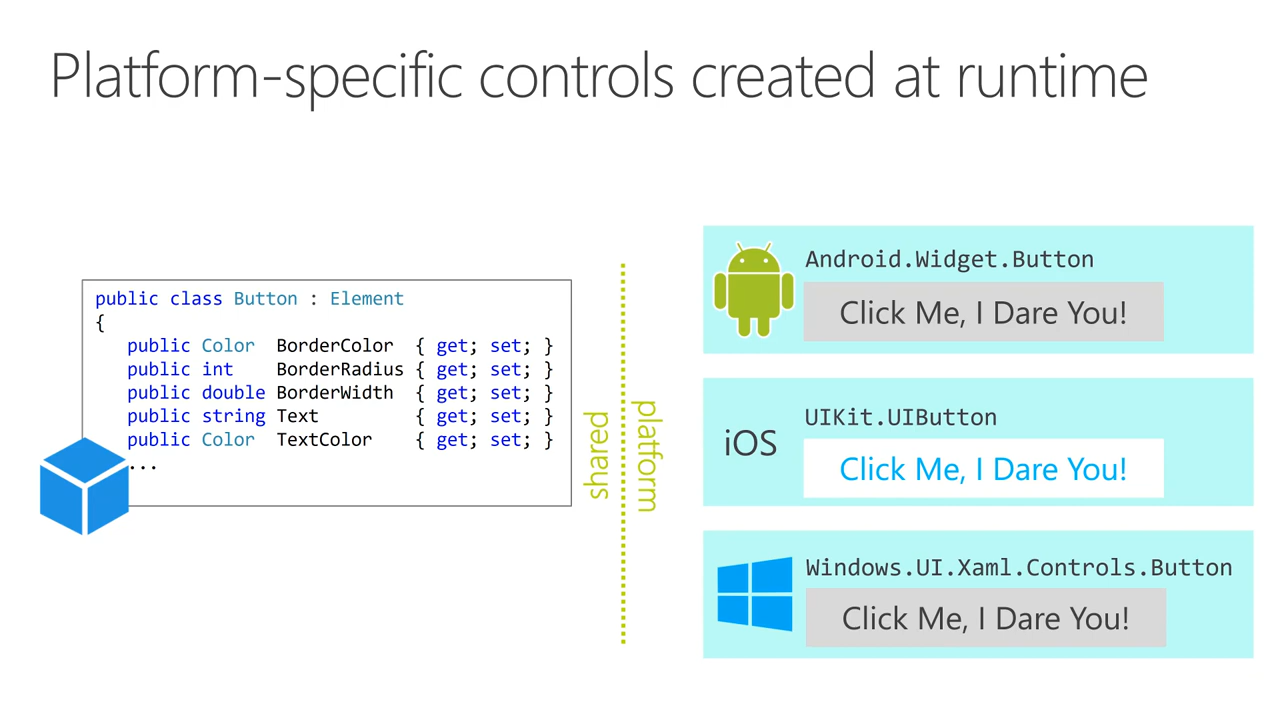 Platform-specific controls created at runtime
public class Button : Element
{
public Color BorderColor { get; set; }
public int BorderRadius { get; set; }
public double BorderWidth { get; set; }
public string Text { get; set; }
public Color TextColor { get; set; }
...
shared
platform
Android.Widget.Button
Click Me, I Dare You!
iOS
UIKit.UIButton
Click Me, I Dare You!
Windows.UI.Xaml.Controls.Button
Click Me, I Dare You!